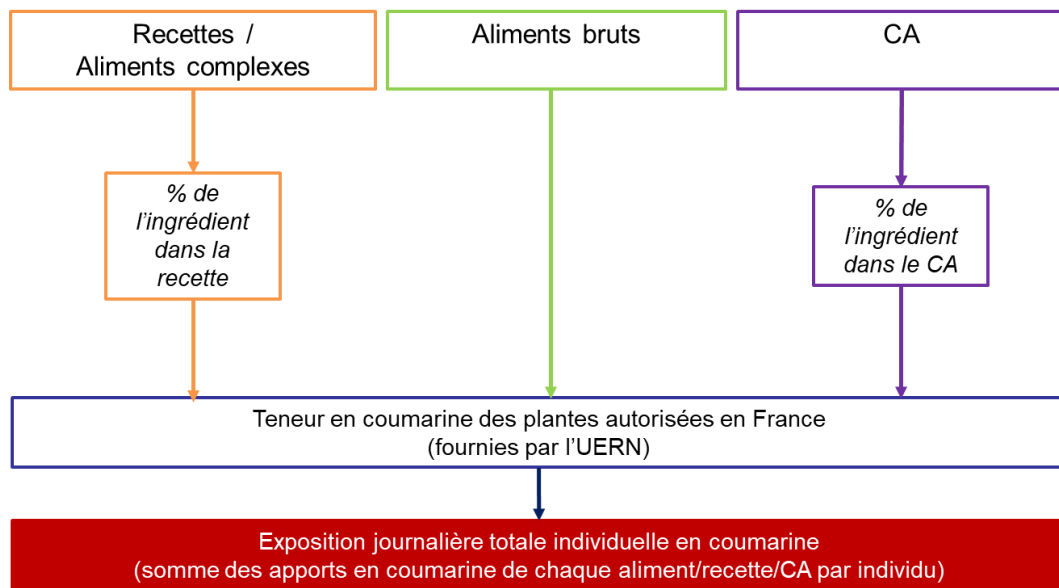 Recettes /
Aliments complexes
Aliments bruts
CA
% de
l'ingrédient
dans la
recette
% de
l'ingrédient
dans le CA
Teneur en coumarine des plantes autorisées en France
(fournies par l'UERN)
Exposition journalière totale individuelle en coumarine
(somme des apports en coumarine de chaque aliment/recette/CA par individu)